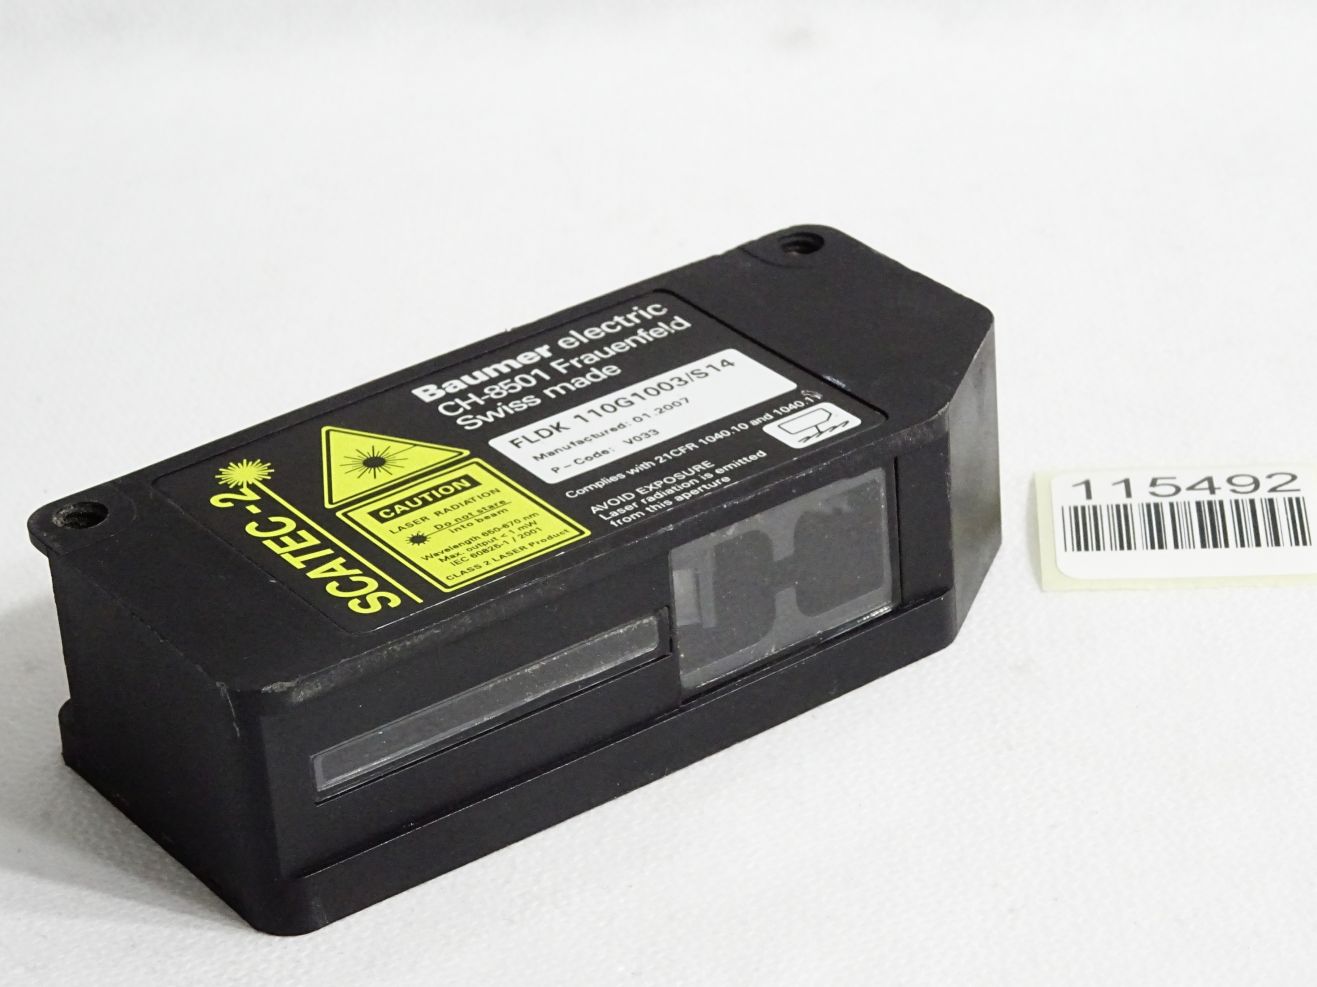 Baumer electric
CH-8501 Frauenfeld
Swiss made
FLDK 110G1003/S14
Manufactured: 01.2007
P-Code: V033
Complies with 21CFR 1040.10 and 1040.11
AVOID EXPOSURE
Laser radiation is emitted
from this aperture
SCATEC-2
CAUTION
LASER RADIATION
Do not stare
into beam
Wavelength 650-670 nm
Max. output < 1 mW
IEC 60825-1 / 2001
CLASS 2 LASER Product
115492